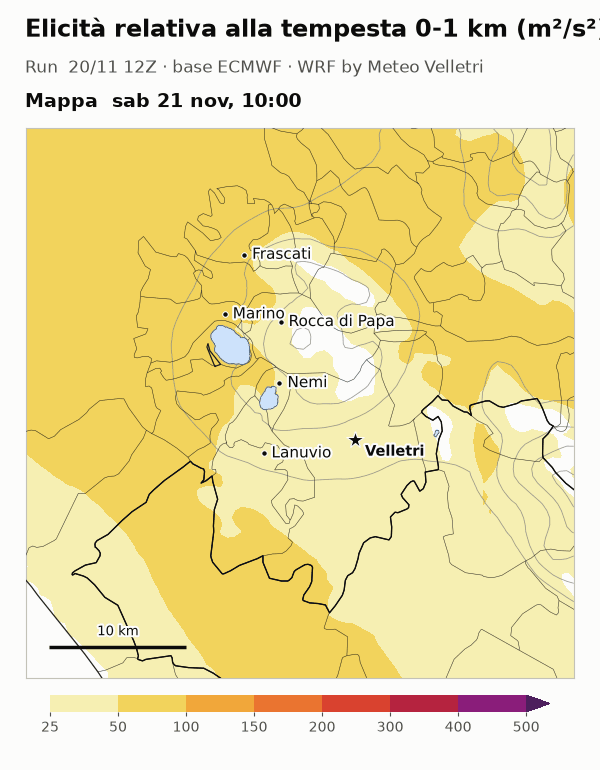 Elicità relativa alla tempesta 0-1 km (m²/s²)
Run 20/11 12Z · base ECMWF · WRF by Meteo Velletri
Mappa sab 21 nov, 10:00
Frascati
Marino
Rocca di Papa
Nemi
Velletri
Lanuvio
10 km
25 50 100 150 200 300 400 500